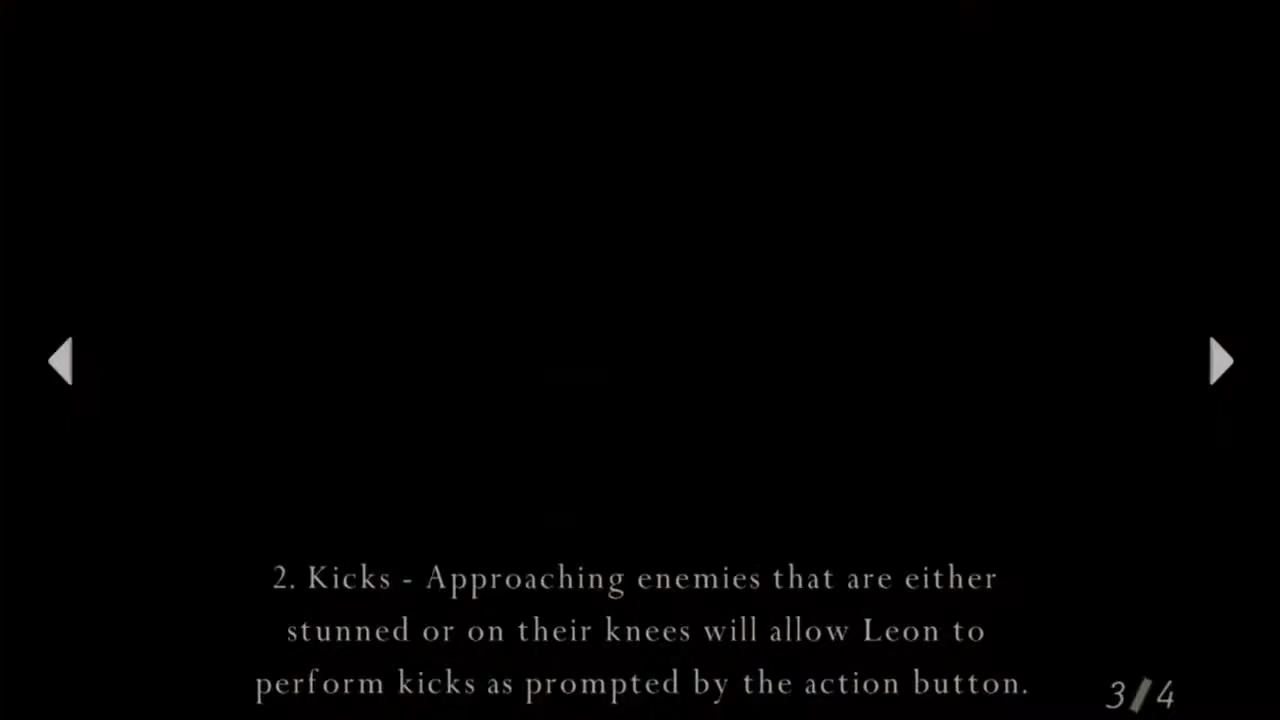 2. Kicks - Approaching enemies that are either
stunned or on their knees will allow Leon to
perform kicks as prompted by the action button.
3/4